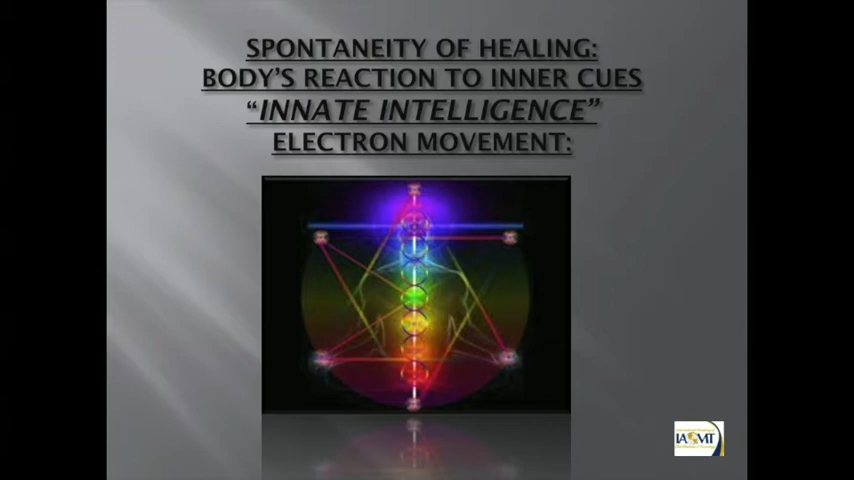 SPONTANEITY OF HEALING:
BODY'S REACTION TO INNER CUES
“INNATE INTELLIGENCE”
ELECTRON MOVEMENT: